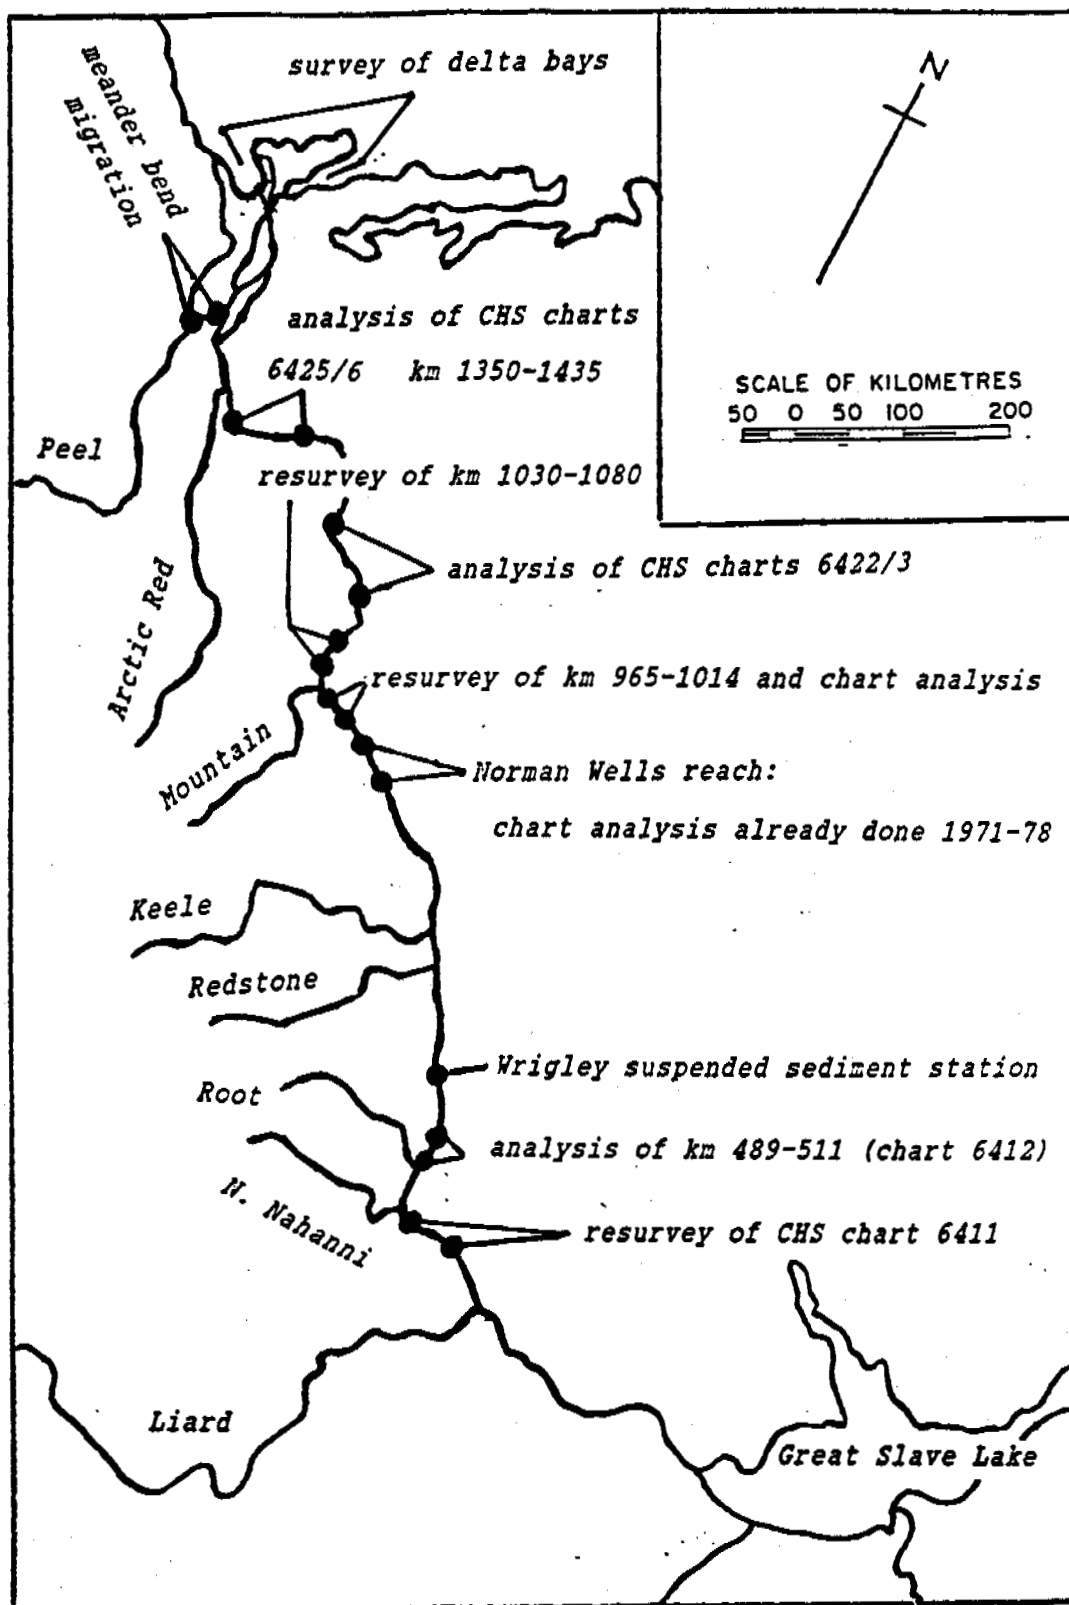 survey of delta bays
meander bend
migration
N
analysis of CHS charts
6425/6 km 1350-1435
SCALE OF KILOMETRES
50 0 50 100 200
Peel
resurvey of km 1030-1080
analysis of CHS charts 6422/3
Arctic Red
resurvey of km 965-1014 and chart analysis
Mountain
Norman Wells reach:
chart analysis already done 1971-78
Keele
Redstone
Wrigley suspended sediment station
Root
analysis of km 489-511 (chart 6412)
N. Nahanni
resurvey of CHS chart 6411
Liard
Great Slave Lake